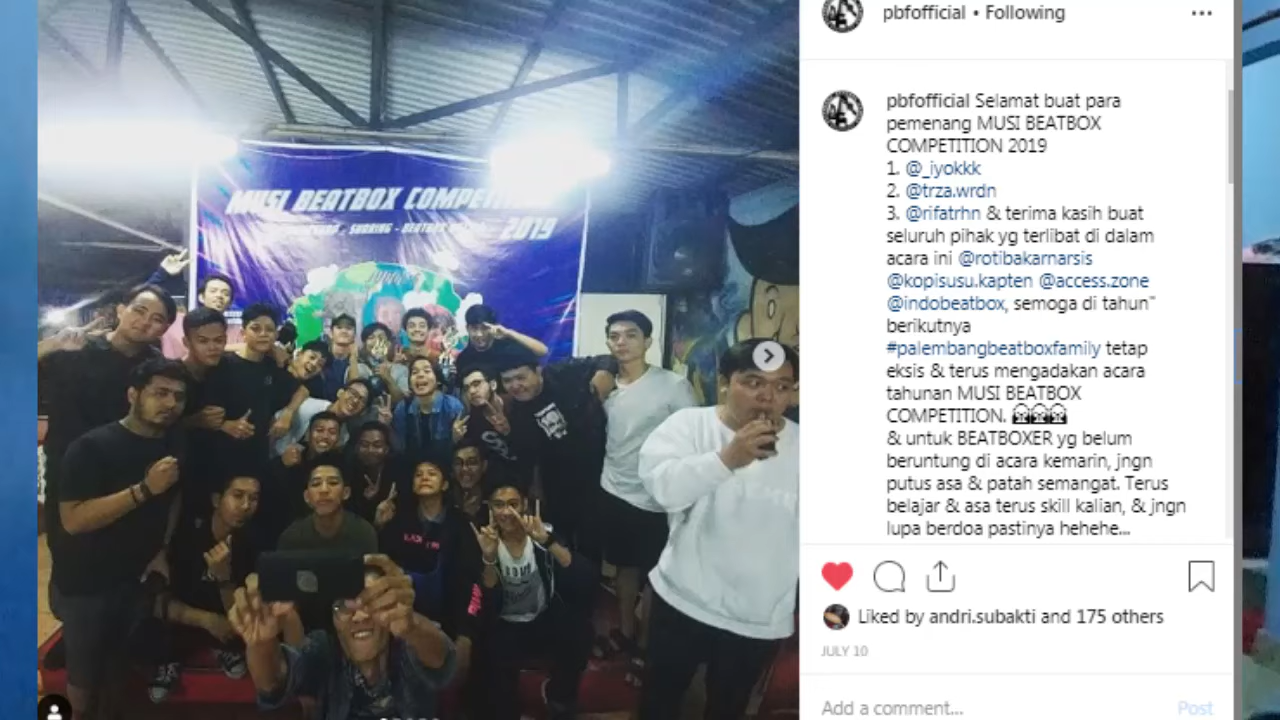 pbfofficial • Following
MUSI BEATBOX COMPE
2019
pbfofficial Selamat buat para
pemenang MUSI BEATBOX
COMPETITION 2019
1. @_iyokkk
2. @trza.wrdn
3. @rifatrhn & terima kasih buat
seluruh pihak yg terlibat di dalam
acara ini @rotibakarnarsis
@kopisusu.kapten @access.zone
@indobeatbox, semoga di tahun"
berikutnya
#palembangbeatboxfamily tetap
eksis & terus mengadakan acara
tahunan MUSI BEATBOX
COMPETITION.
& untuk BEATBOXER yg belum
beruntung di acara kemarin, jngn
putus asa & patah semangat. Terus
belajar & asa terus skill kalian, & jngn
lupa berdoa pastinya hehehe...
Liked by andri.subakti and 175 others
JULY 10
Add a comment...
Post